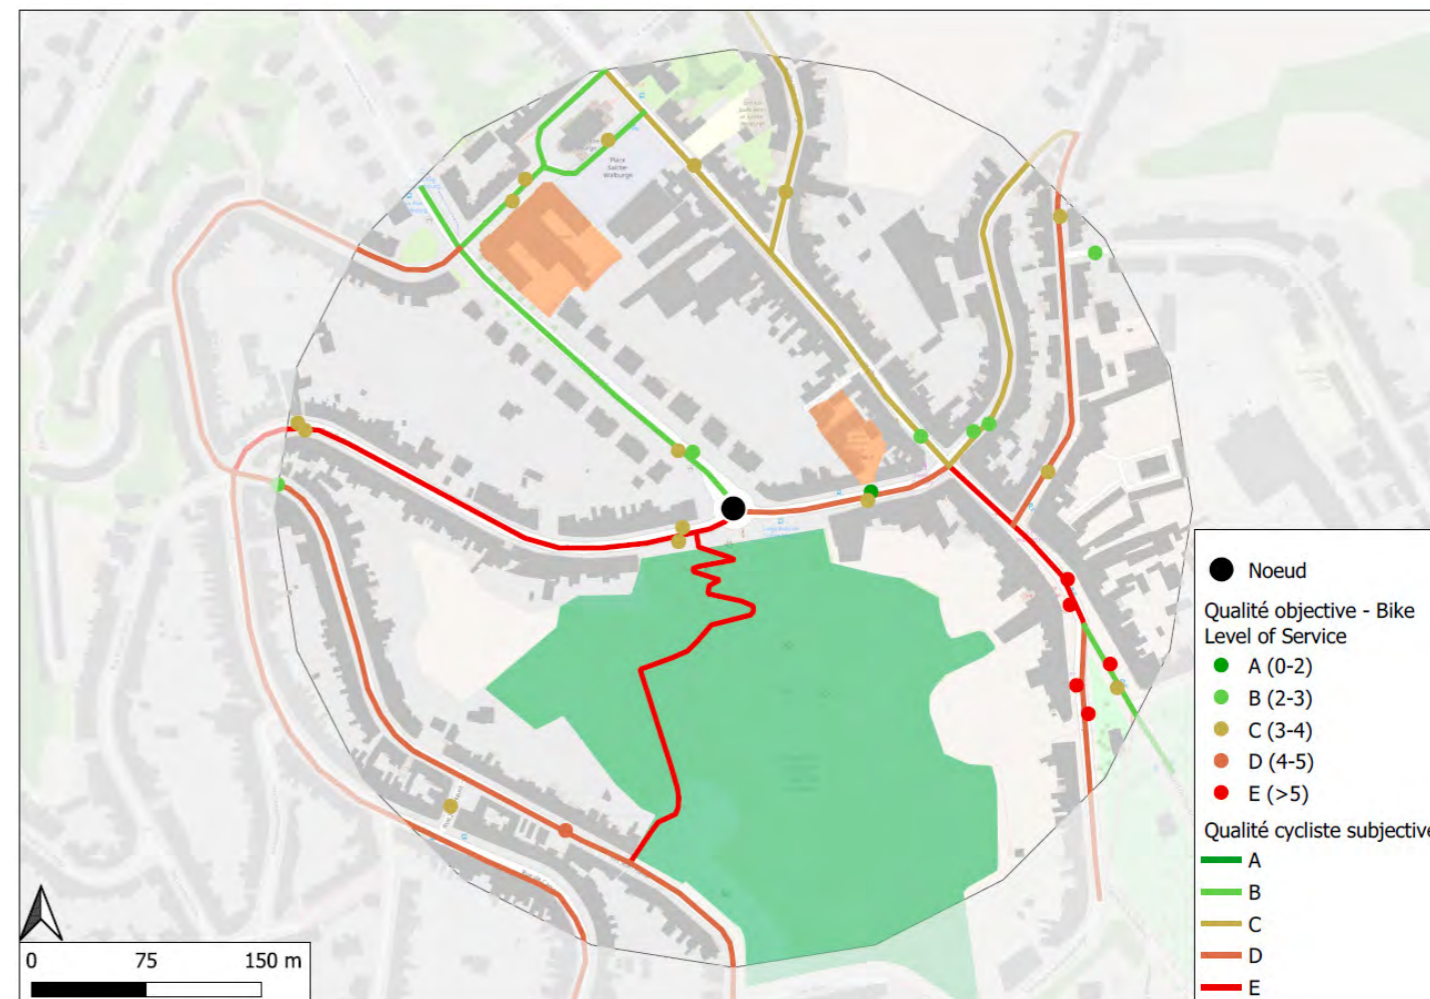 Place
Sainte-
Walburge
Noeud
Qualité objective - Bike
Level of Service
A (0-2)
B (2-3)
C (3-4)
D (4-5)
E (>5)
Qualité cycliste subjective
A
B
C
D
E
0 75 150 m